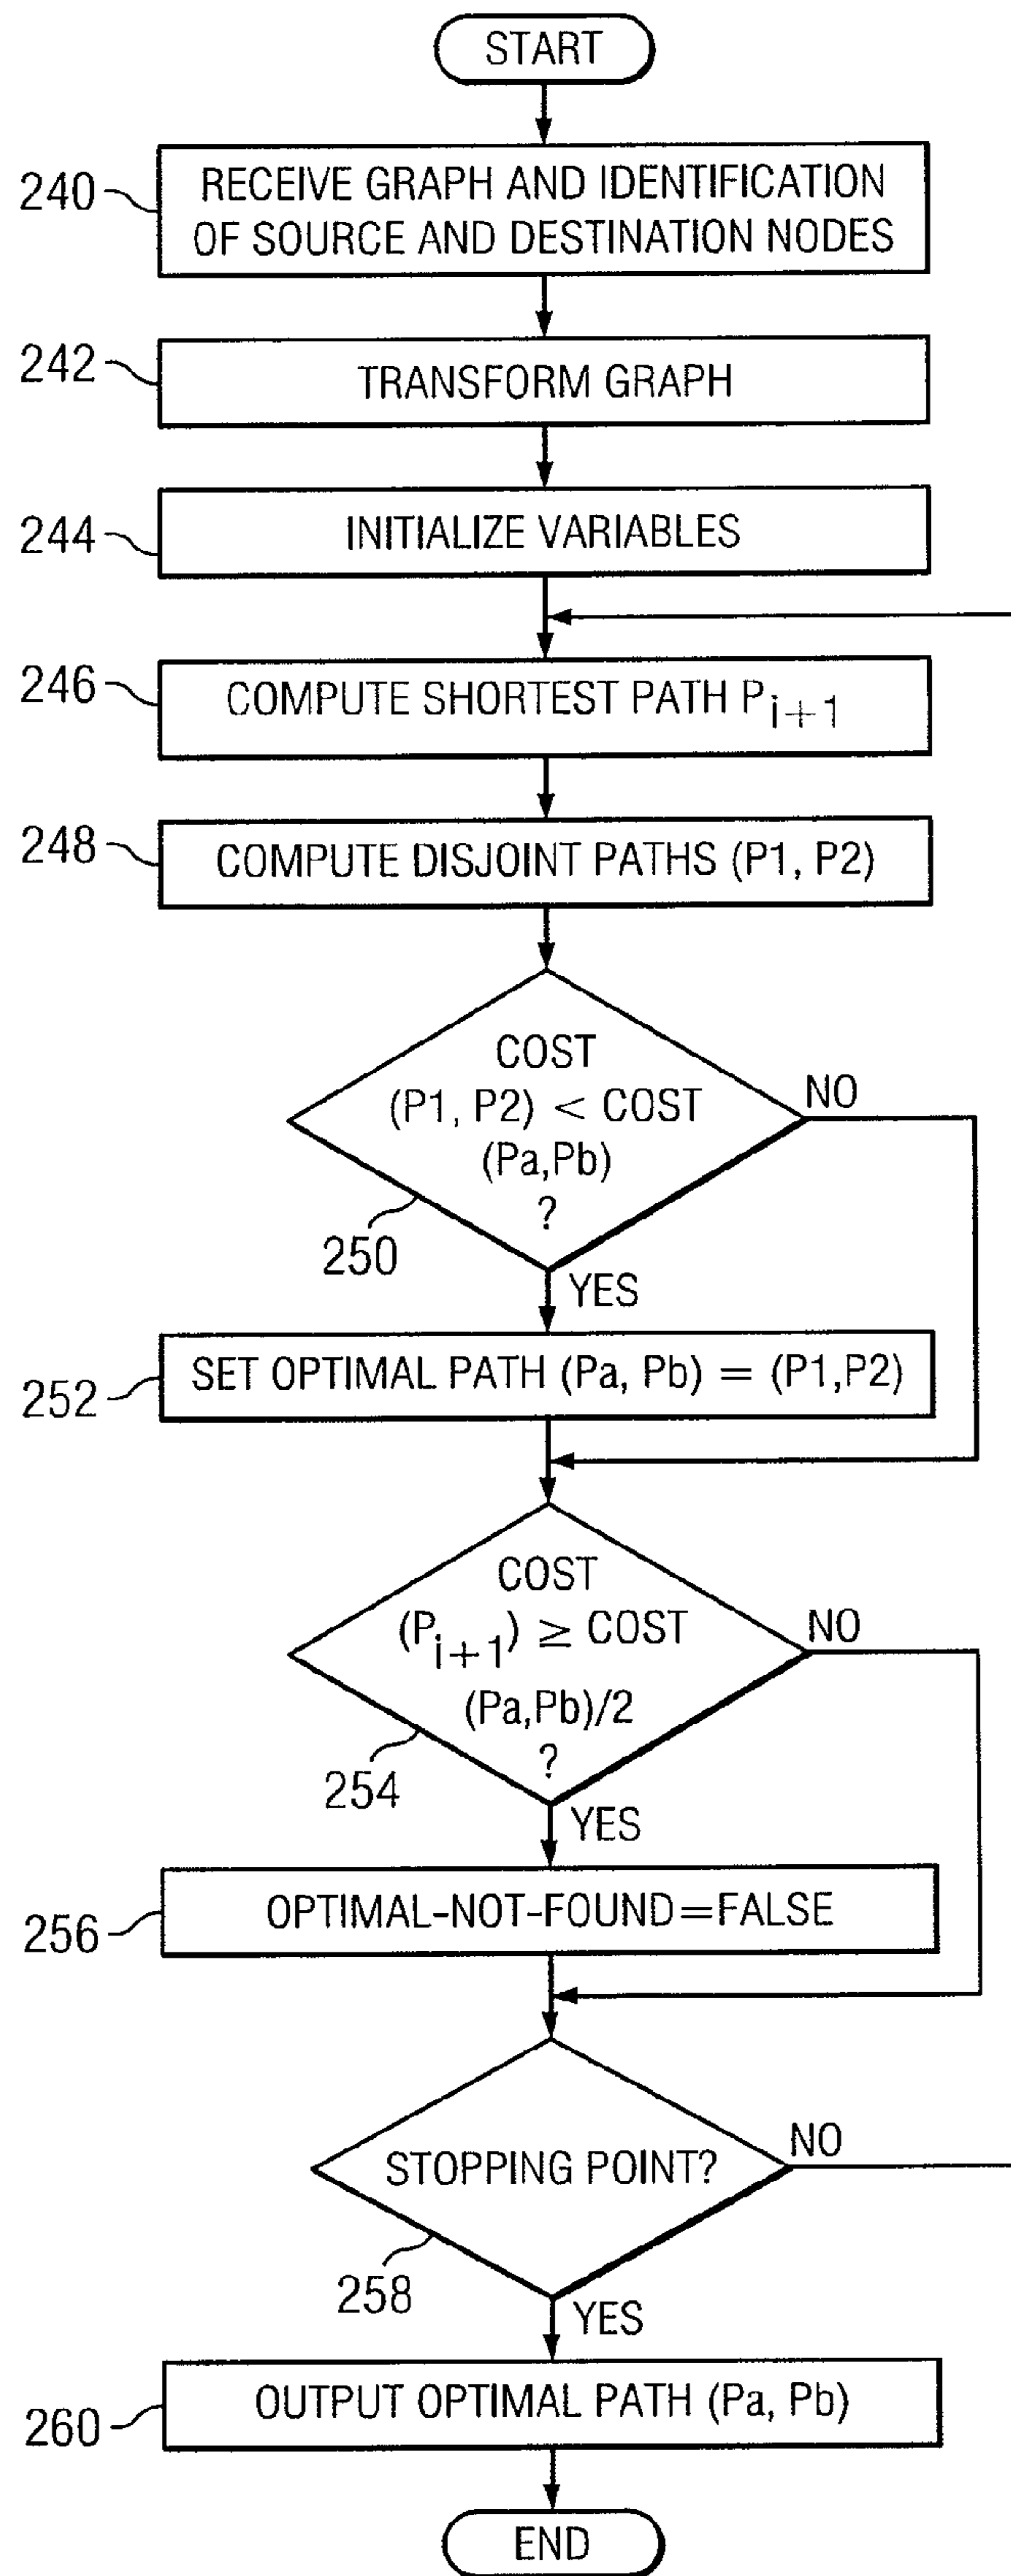 START
240
RECEIVE GRAPH AND IDENTIFICATION
OF SOURCE AND DESTINATION NODES
242
TRANSFORM GRAPH
244
INITIALIZE VARIABLES
246
COMPUTE SHORTEST PATH Pi+1
248
COMPUTE DISJOINT PATHS (P1, P2)
COST
(P1, P2) < COST
(Pa,Pb)
?
NO
250
YES
252
SET OPTIMAL PATH (Pa, Pb) = (P1,P2)
COST
(Pi+1) ≥ COST
(Pa,Pb)/2
?
NO
254
YES
256
OPTIMAL-NOT-FOUND=FALSE
STOPPING POINT?
NO
258
YES
260
OUTPUT OPTIMAL PATH (Pa, Pb)
END